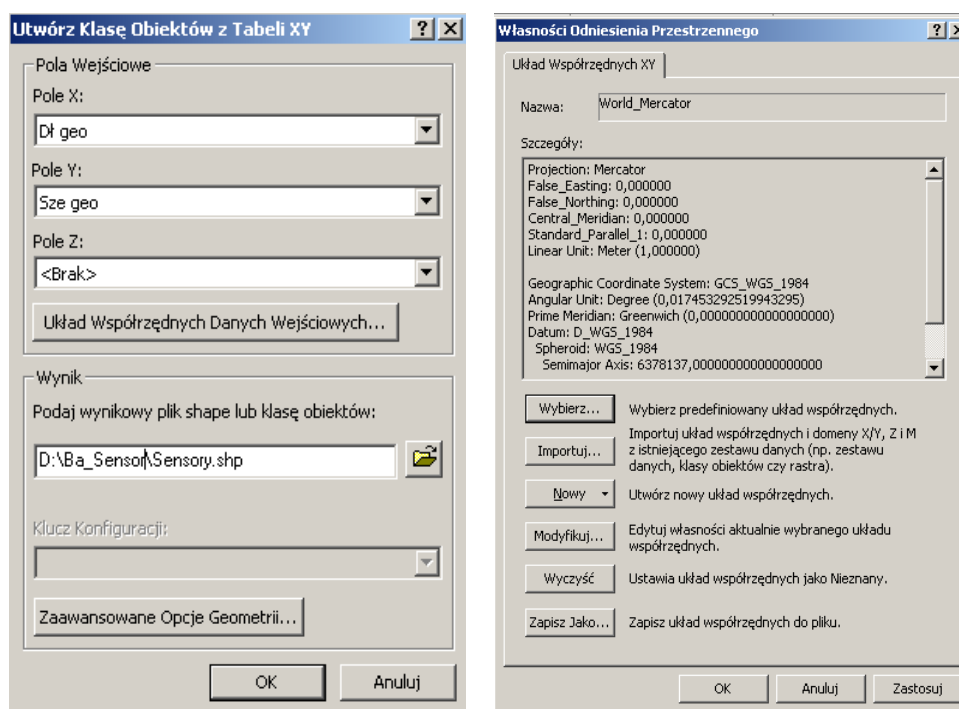 Utwórz Klasę Obiektów z Tabeli XY
Pola Wejściowe
Pole X:
Dł geo
Pole Y:
Sze geo
Pole Z:
<Brak>
Układ Współrzędnych Danych Wejściowych...
Wynik
Podaj wynikowy plik shape lub klasę obiektów:
D:\Ba_Sensor\Sensory.shp
Klucz Konfiguracji:
Zaawansowane Opcje Geometrii...
OK
Anuluj
Własności Odniesienia Przestrzennego
Układ Współrzędnych XY
Nazwa:
World_Mercator
Szczegóły:
Projection: Mercator
False_Easting: 0,000000
False_Northing: 0,000000
Central_Meridian: 0,000000
Standard_Parallel_1: 0,000000
Linear Unit: Meter (1,000000)
Geographic Coordinate System: GCS_WGS_1984
Angular Unit: Degree (0,017453292519943295)
Prime Meridian: Greenwich (0,000000000000000000)
Datum: D_WGS_1984
Spheroid: WGS_1984
Semimajor Axis: 6378137,000000000000000000
Wybierz...
Wybierz predefiniowany układ współrzędnych.
Importuj...
Importuj układ współrzędnych i domeny X/Y, Z i M
z istniejącego zestawu danych (np. zestawu
danych, klasy obiektów czy rastra).
Nowy
Utwórz nowy układ współrzędnych.
Modyfikuj...
Edytuj własności aktualnie wybranego układu
współrzędnych.
Wyczyść
Ustawia układ współrzędnych jako Nieznany.
Zapisz Jako...
Zapisz układ współrzędnych do pliku.
OK
Anuluj
Zastosuj